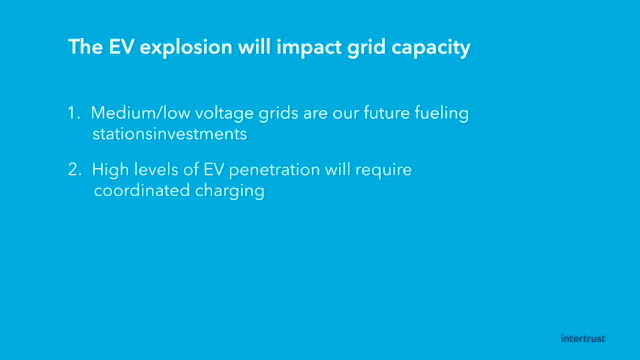 The EV explosion will impact grid capacity
1. Medium/low voltage grids are our future fueling
stationsinvestments
2. High levels of EV penetration will require
coordinated charging
intertrust